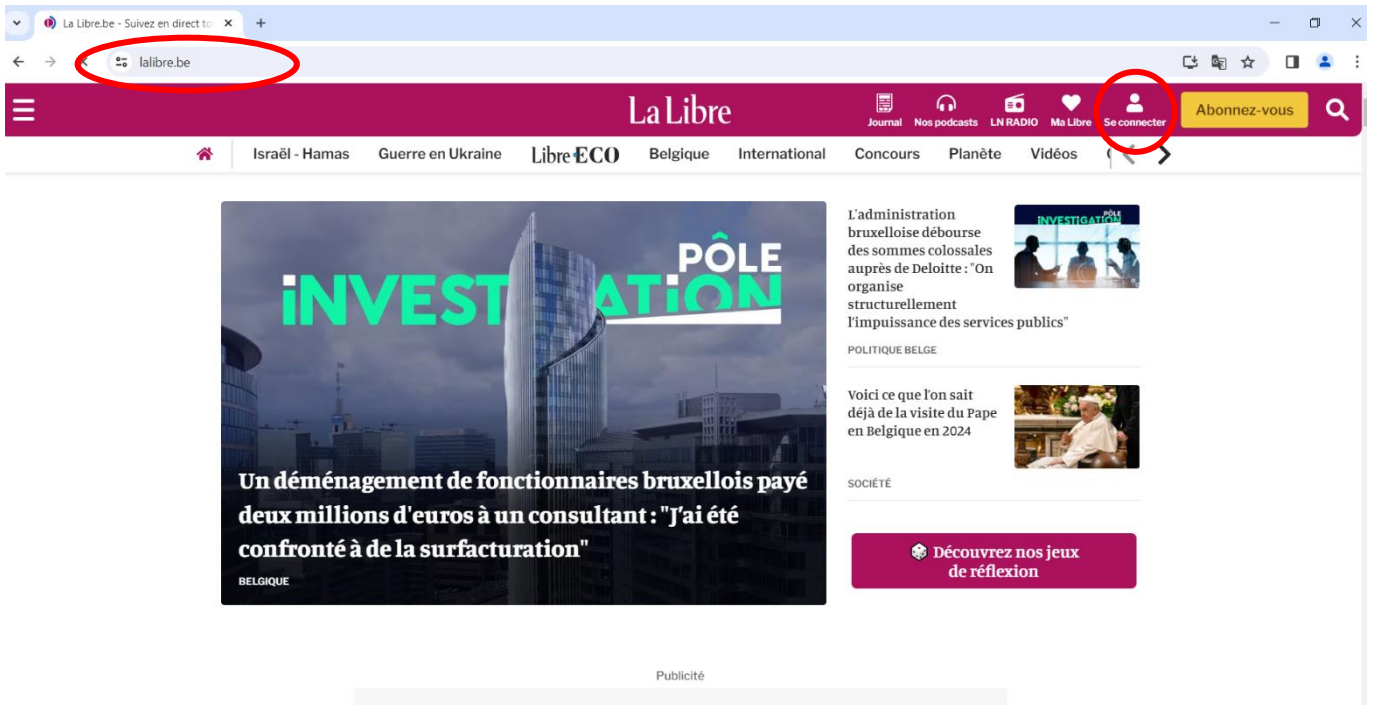 La Libre.be - Suivez en direct to
lalibre.be
La Libre
Journal
Nos podcasts
LN RADIO
Ma Libre
Se connecter
Abonnez-vous
Israël - Hamas
Guerre en Ukraine
Libre ECO
Belgique
International
Concours
Planète
Vidéos
PÔLE
iNVESTiGATiON
Un déménagement de fonctionnaires bruxellois payé
deux millions d'euros à un consultant : "J'ai été
confronté à de la surfacturation"
BELGIQUE
L'administration
bruxelloise débourse
des sommes colossales
auprès de Deloitte : "On
organise
structurellement
l'impuissance des services publics"
PÔLE
INVESTIGATION
POLITIQUE BELGE
Voici ce que l'on sait
déjà de la visite du Pape
en Belgique en 2024
SOCIÉTÉ
Découvrez nos jeux
de réflexion
Publicité